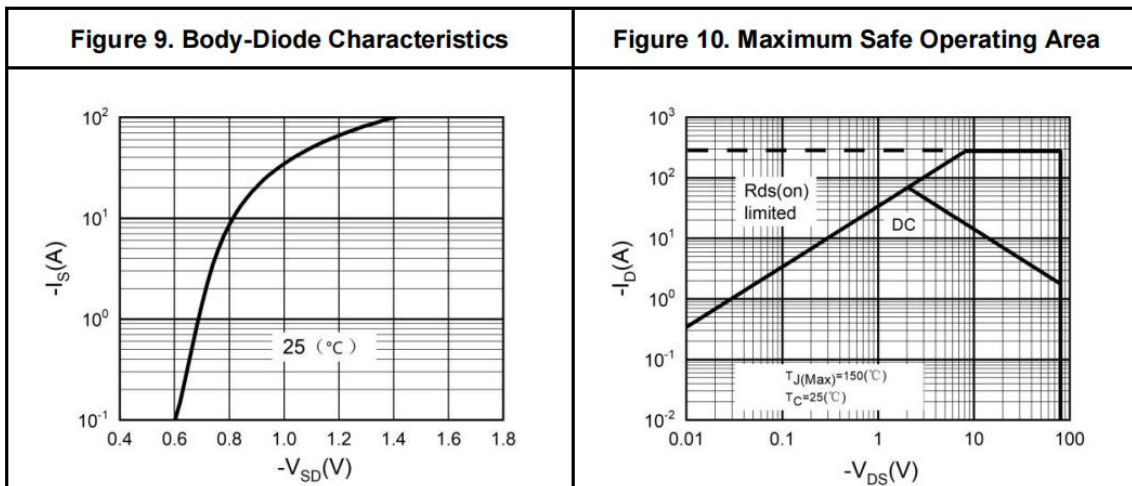 Figure 9. Body-Diode Characteristics
Figure 10. Maximum Safe Operating Area
10²
10¹
10⁰
10⁻¹
-I_S(A)
25（℃）
0.4 0.6 0.8 1.0 1.2 1.4 1.6 1.8
-V_SD(V)
10³
10²
10¹
10⁰
10⁻¹
10⁻²
-I_D(A)
Rds(on)
limited
DC
T_J(Max)=150(℃)
T_C=25(℃)
0.01 0.1 1 10 100
-V_DS(V)